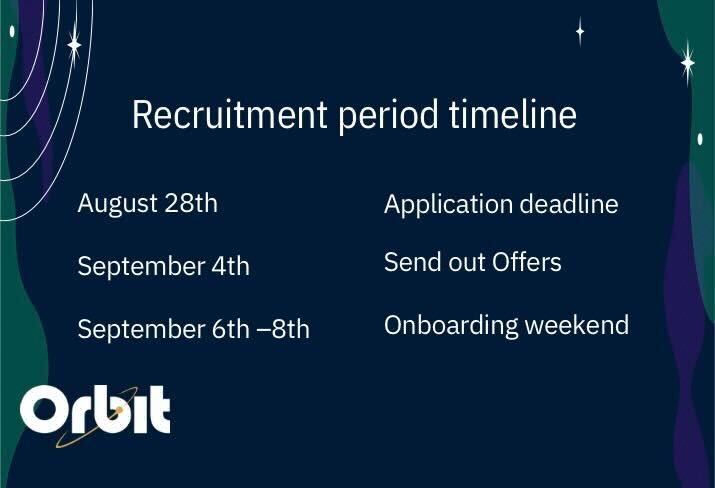 Recruitment period timeline
August 28th Application deadline
September 4th Send out Offers
September 6th –8th Onboarding weekend
Orbit